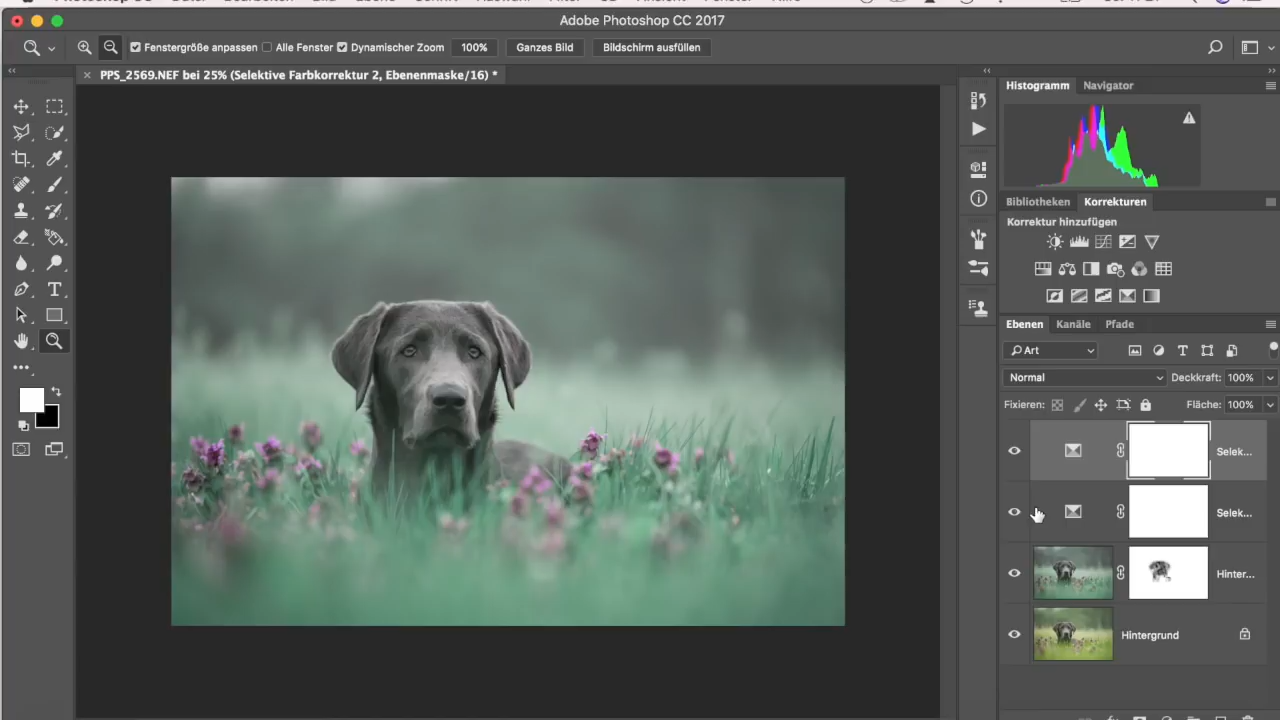 Adobe Photoshop CC 2017
Fenstergröße anpassen Alle Fenster Dynamischer Zoom 100% Ganzes Bild Bildschirm ausfüllen
PPS_2569.NEF bei 25% (Selektive Farbkorrektur 2, Ebenenmaske/16) *
Histogramm Navigator
Bibliotheken Korrekturen
Korrektur hinzufügen
Ebenen Kanäle Pfade
Art
Normal Deckkraft: 100%
Fixieren: Fläche: 100%
Selek...
Selek...
Hinter...
Hintergrund